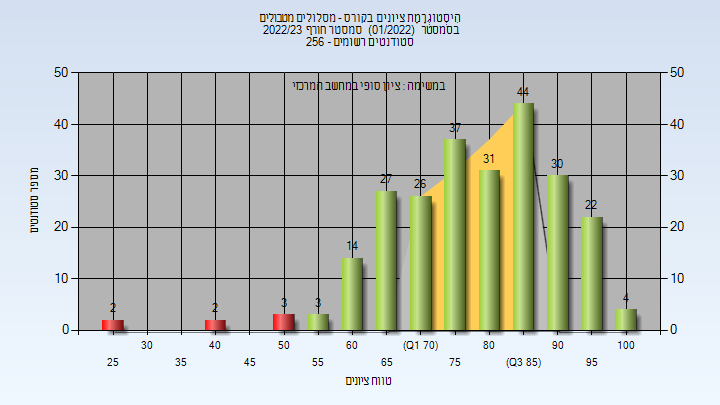 היסטוגרמת ציונים בקורס - מסלולים מטבולים
בסמסטר (01/2022) סמסטר חורף 2022/23
סטודנטים רשומים - 256
במשימה : ציון סופי במחשב המרכזי
מספר סטודנטים
50 50
40 40
30 30
20 20
10 10
0 0
2 2 3 3 14 27 26 37 31 44 30 22 4
30 40 50 60 (Q1 70) 80 90 100
25 35 45 55 65 75 (Q3 85) 95
טווח ציונים